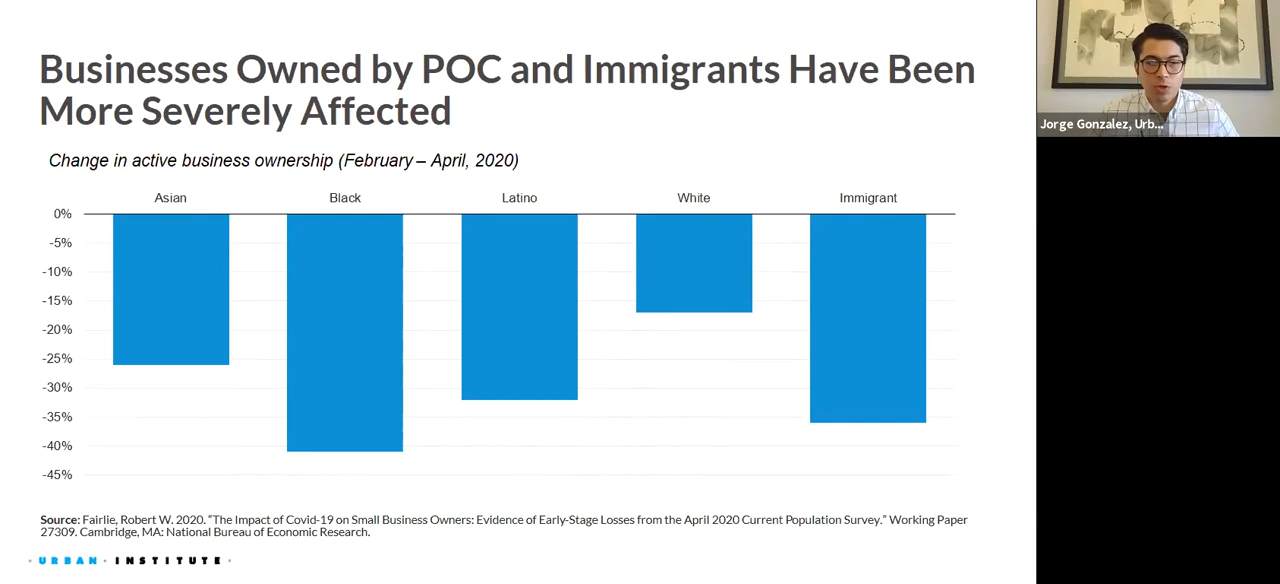 Businesses Owned by POC and Immigrants Have Been
More Severely Affected
Jorge Gonzalez, Urb...
Change in active business ownership (February – April, 2020)
Asian Black Latino White Immigrant
0%
-5%
-10%
-15%
-20%
-25%
-30%
-35%
-40%
-45%
Source: Fairlie, Robert W. 2020. “The Impact of Covid-19 on Small Business Owners: Evidence of Early-Stage Losses from the April 2020 Current Population Survey.” Working Paper
27309. Cambridge, MA: National Bureau of Economic Research.
· URBAN · INSTITUTE ·